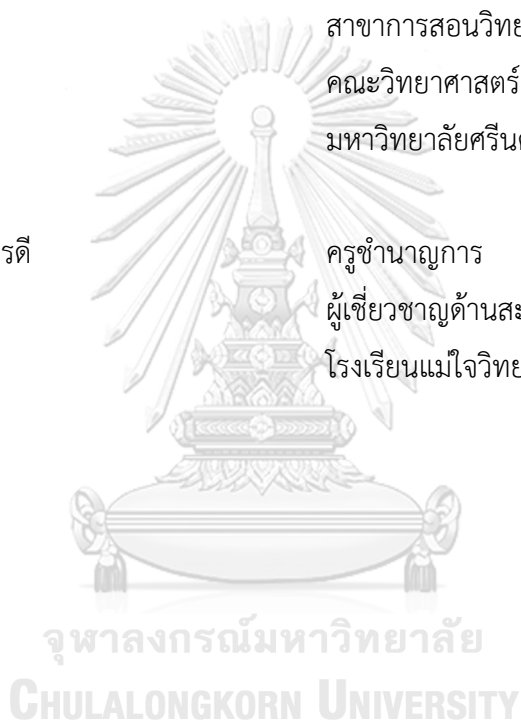 สาขาการสอนวิทย
คณะวิทยาศาสตร์
มหาวิทยาลัยศรีนค
รดี ครูชำนาญการ
ผู้เชี่ยวชาญด้านสะ
โรงเรียนแม่ใจวิทย
จุฬาลงกรณ์มหาวิทยาลัย
CHULALONGKORN UNIVERSITY